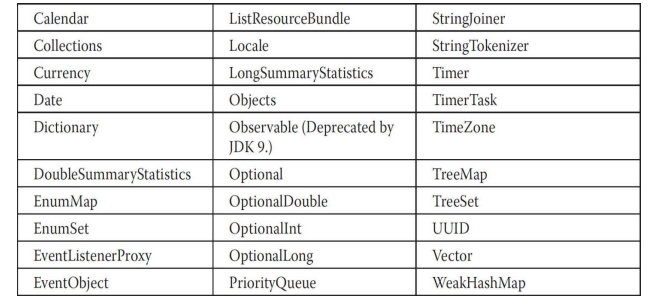 Calendar ListResourceBundle StringJoiner
Collections Locale StringTokenizer
Currency LongSummaryStatistics Timer
Date Objects TimerTask
Dictionary Observable (Deprecated by TimeZone
JDK 9.)
DoubleSummaryStatistics Optional TreeMap
EnumMap OptionalDouble TreeSet
EnumSet OptionalInt UUID
EventListenerProxy OptionalLong Vector
EventObject PriorityQueue WeakHashMap